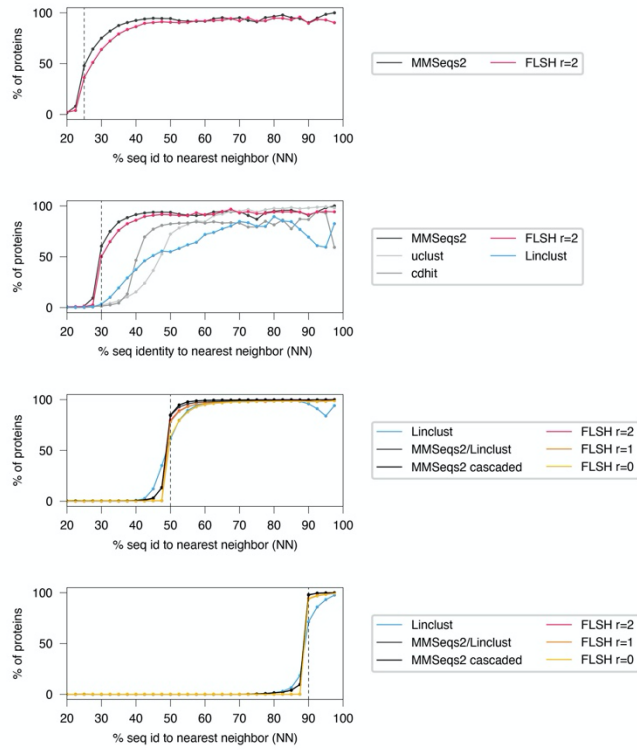 % of proteins
100
50
0
20 30 40 50 60 70 80 90 100
% seq id to nearest neighbor (NN)
MMSeqs2 FLSH r=2
% of proteins
100
50
0
20 30 40 50 60 70 80 90 100
% seq identity to nearest neighbor (NN)
MMSeqs2 FLSH r=2
uclust Linclust
cdhit
% of proteins
100
50
0
20 30 40 50 60 70 80 90 100
% seq id to nearest neighbor (NN)
Linclust FLSH r=2
MMSeqs2/Linclust FLSH r=1
MMSeqs2 cascaded FLSH r=0
% of proteins
100
50
0
20 30 40 50 60 70 80 90 100
% seq id to nearest neighbor (NN)
Linclust FLSH r=2
MMSeqs2/Linclust FLSH r=1
MMSeqs2 cascaded FLSH r=0